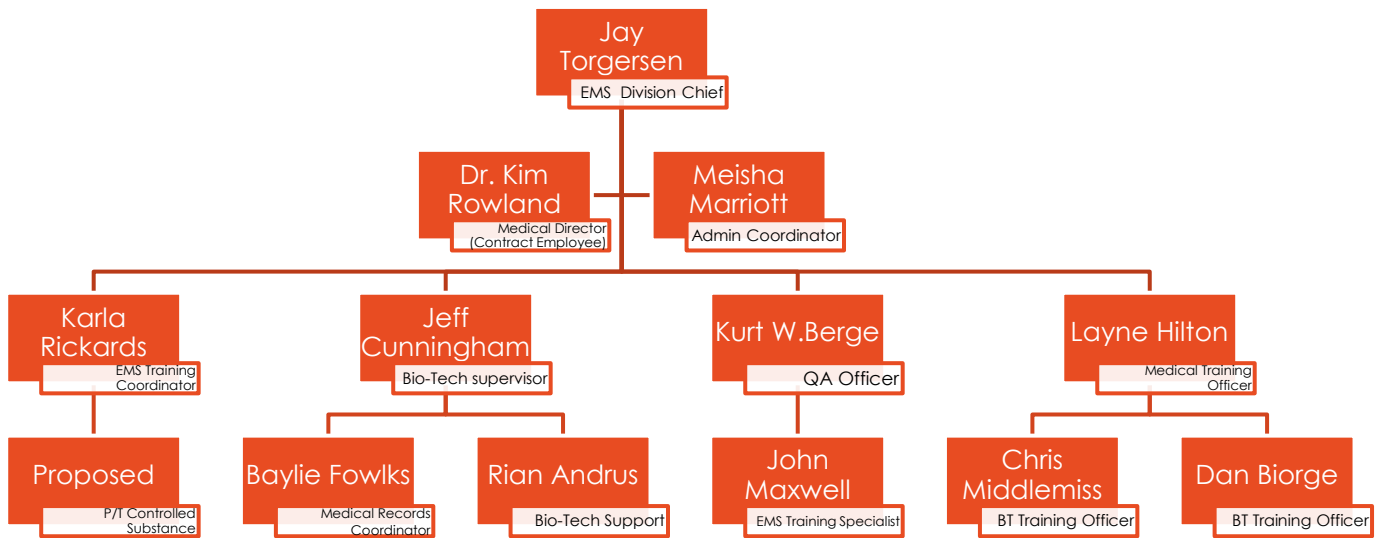 Jay
Torgersen
EMS  Division Chief
Dr. Kim
Rowland
Medical Director
(Contract Employee)
Meisha
Marriott
Admin Coordinator
Karla
Rickards
EMS Training
Coordinator
Jeff
Cunningham
Bio-Tech supervisor
Kurt W.Berge
QA Officer
Layne Hilton
Medical Training
Officer
Proposed
P/T Controlled
Substance
Baylie Fowlks
Medical Records
Coordinator
Rian Andrus
Bio-Tech Support
John
Maxwell
EMS Training Specialist
Chris
Middlemiss
BT Training Officer
Dan Biorge
BT Training Officer